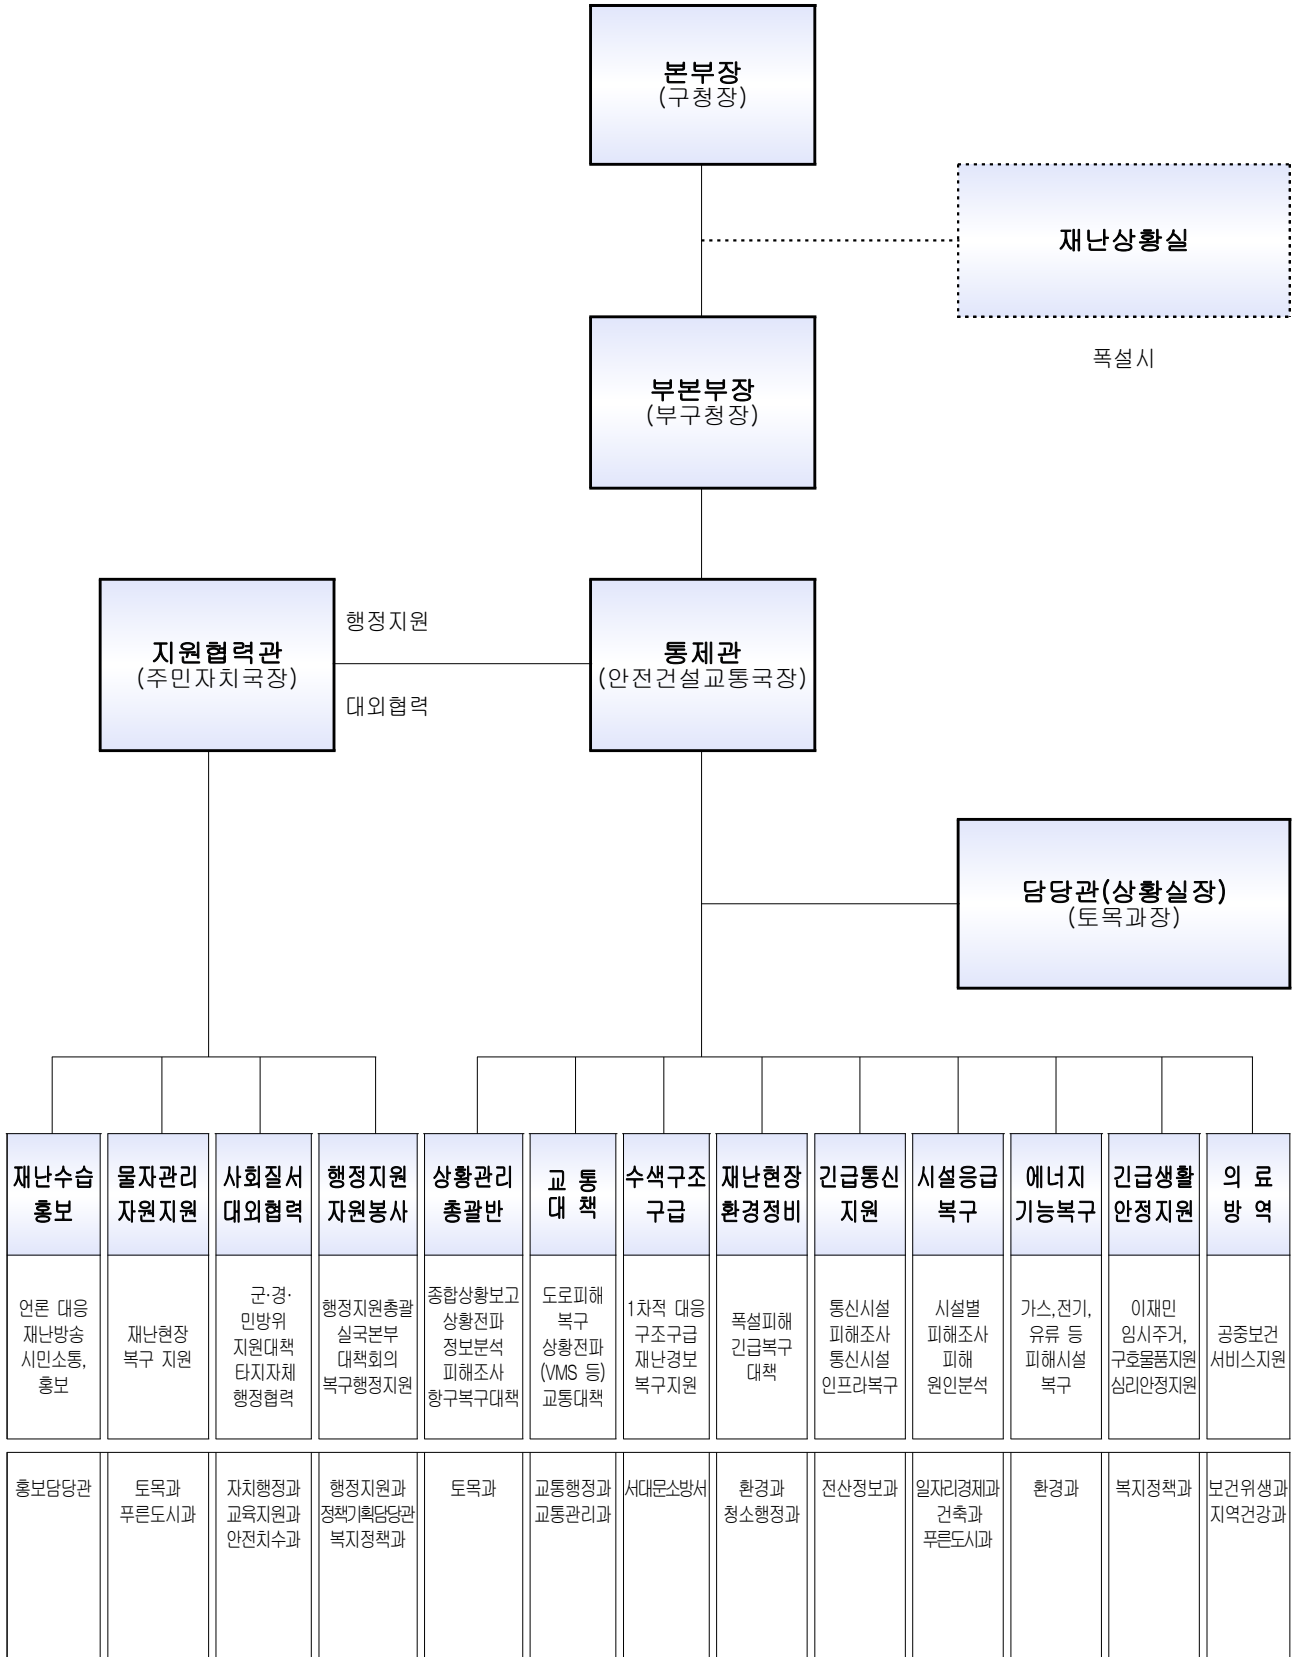 본부장
(구청장)
재난상황실
폭설시
부본부장
(부구청장)
지원협력관
(주민자치국장)
행정지원
대외협력
통제관
(안전건설교통국장)
담당관(상황실장)
(토목과장)
재난수습
홍보
언론 대응
재난방송
시민소통,
홍보
홍보담당관
물자관리
자원지원
재난현장
복구 지원
토목과
푸른도시과
사회질서
대외협력
군·경·
민방위
지원대책
타지자체
행정협력
자치행정과
교육지원과
안전치수과
행정지원
자원봉사
행정지원총괄
실국본부
대책회의
복구행정지원
행정지원과
정책기획담당관
복지정책과
상황관리
총괄반
종합상황보고
상황전파
정보분석
피해조사
항구복구대책
토목과
교 통
대 책
도로피해
복구
상황전파
(VMS 등)
교통대책
교통행정과
교통관리과
수색구조
구급
1차적 대응
구조구급
재난경보
복구지원
서대문소방서
재난현장
환경정비
폭설피해
긴급복구
대책
환경과
청소행정과
긴급통신
지원
통신시설
피해조사
통신시설
인프라복구
전산정보과
시설응급
복구
시설별
피해조사
피해
원인분석
일자리경제과
건축과
푸른도시과
에너지
기능복구
가스,전기,
유류 등
피해시설
복구
환경과
긴급생활
안정지원
이재민
임시주거,
구호물품지원
심리안정지원
복지정책과
의 료
방 역
공중보건
서비스지원
보건위생과
지역건강과